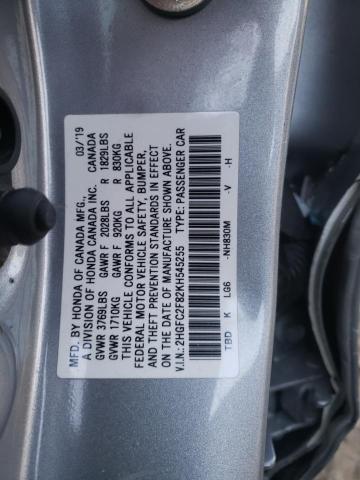 MFD. BY HONDA OF CANADA MFG., 03/'19
A DIVISION OF HONDA CANADA INC. CANADA
GVWR 3769LBS GAWR F 2028LBS R 1829LBS
GVWR 1710KG GAWR F 920KG R 830KG
THIS VEHICLE CONFORMS TO ALL APPLICABLE
FEDERAL MOTOR VEHICLE SAFETY, BUMPER,
AND THEFT PREVENTION STANDARDS IN EFFECT
ON THE DATE OF MANUFACTURE SHOWN ABOVE.
V.I.N.: 2HGFC2F82KH545255 TYPE: PASSENGER CAR
TBD K LG6 -NH830M -V -H